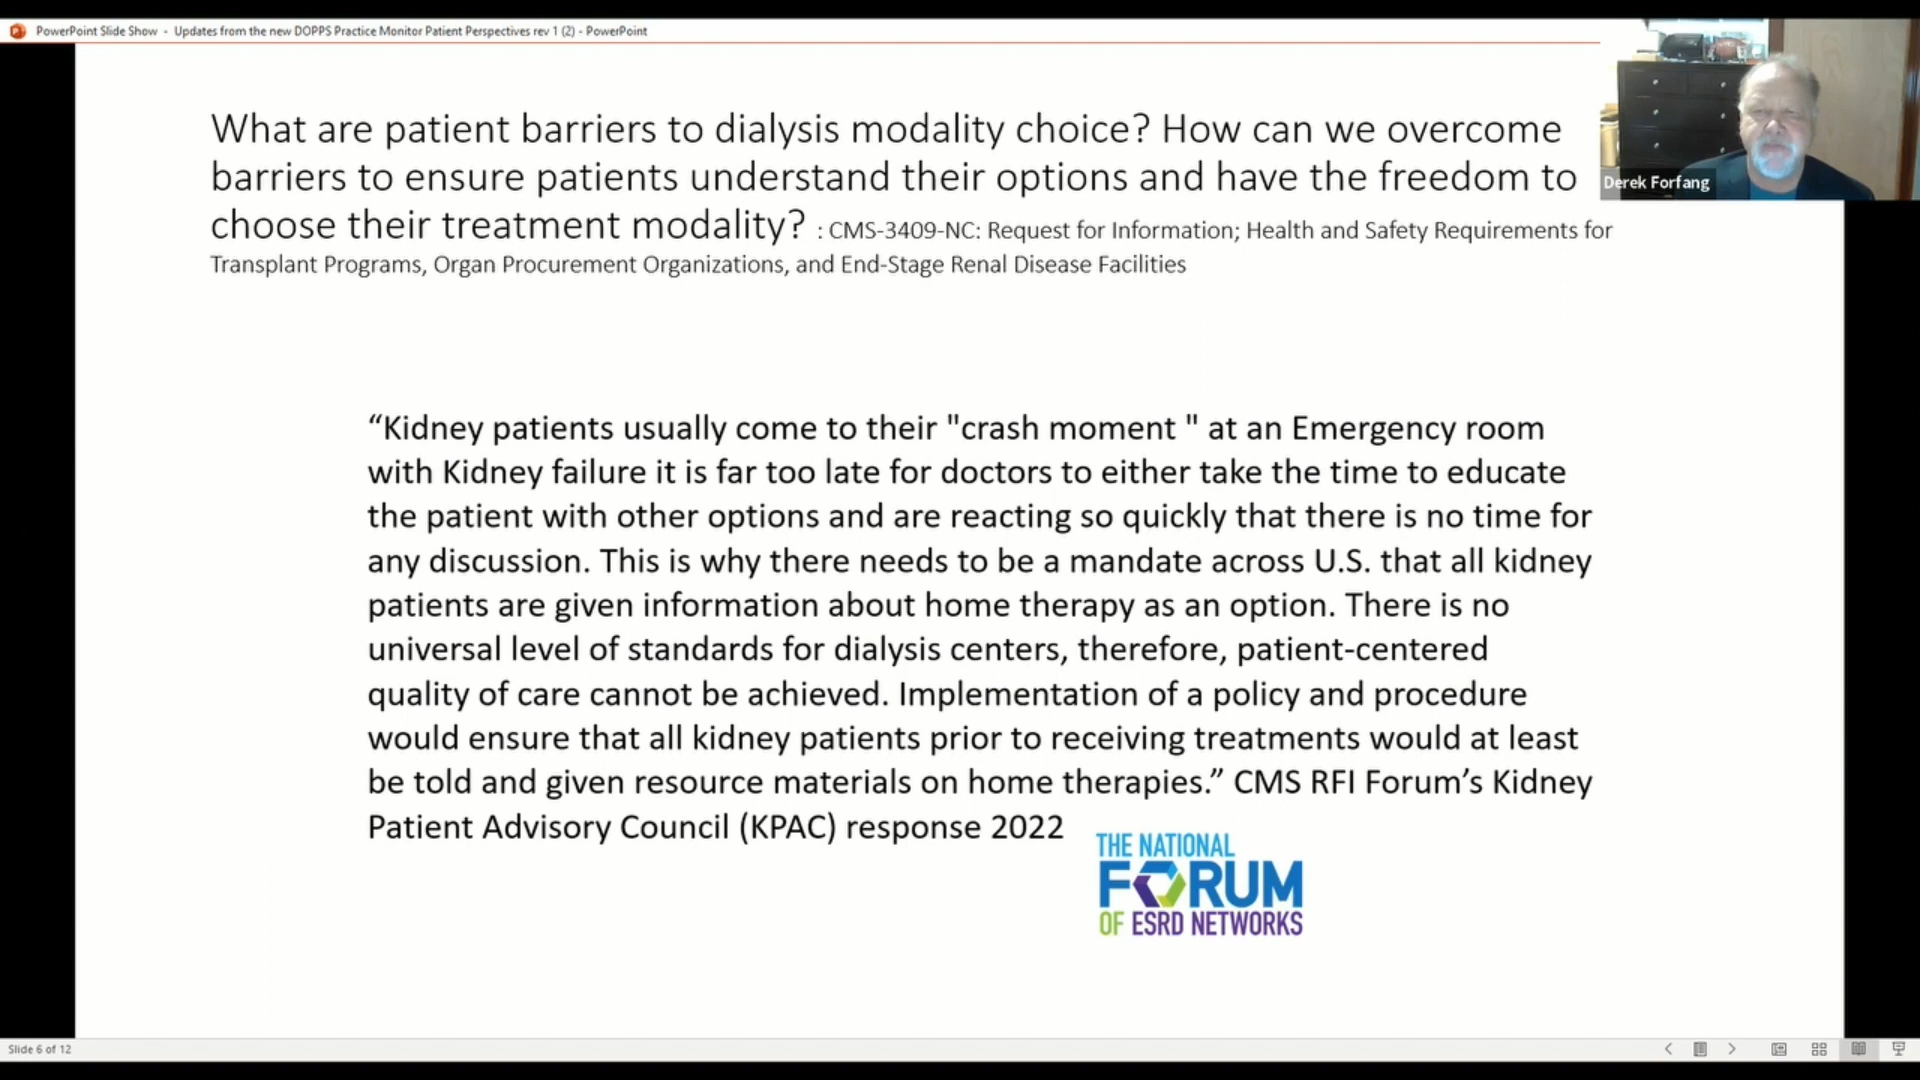 PowerPoint Slide Show - Updates from the new DOPPS Practice Monitor Patient Perspectives rev 1 (2) - PowerPoint
What are patient barriers to dialysis modality choice? How can we overcome
barriers to ensure patients understand their options and have the freedom to
choose their treatment modality? : CMS-3409-NC: Request for Information; Health and Safety Requirements for
Transplant Programs, Organ Procurement Organizations, and End-Stage Renal Disease Facilities
Derek Forfang
“Kidney patients usually come to their "crash moment " at an Emergency room
with Kidney failure it is far too late for doctors to either take the time to educate
the patient with other options and are reacting so quickly that there is no time for
any discussion. This is why there needs to be a mandate across U.S. that all kidney
patients are given information about home therapy as an option. There is no
universal level of standards for dialysis centers, therefore, patient-centered
quality of care cannot be achieved. Implementation of a policy and procedure
would ensure that all kidney patients prior to receiving treatments would at least
be told and given resource materials on home therapies.” CMS RFI Forum’s Kidney
Patient Advisory Council (KPAC) response 2022
THE NATIONAL
FORUM
OF ESRD NETWORKS
Slide 6 of 12